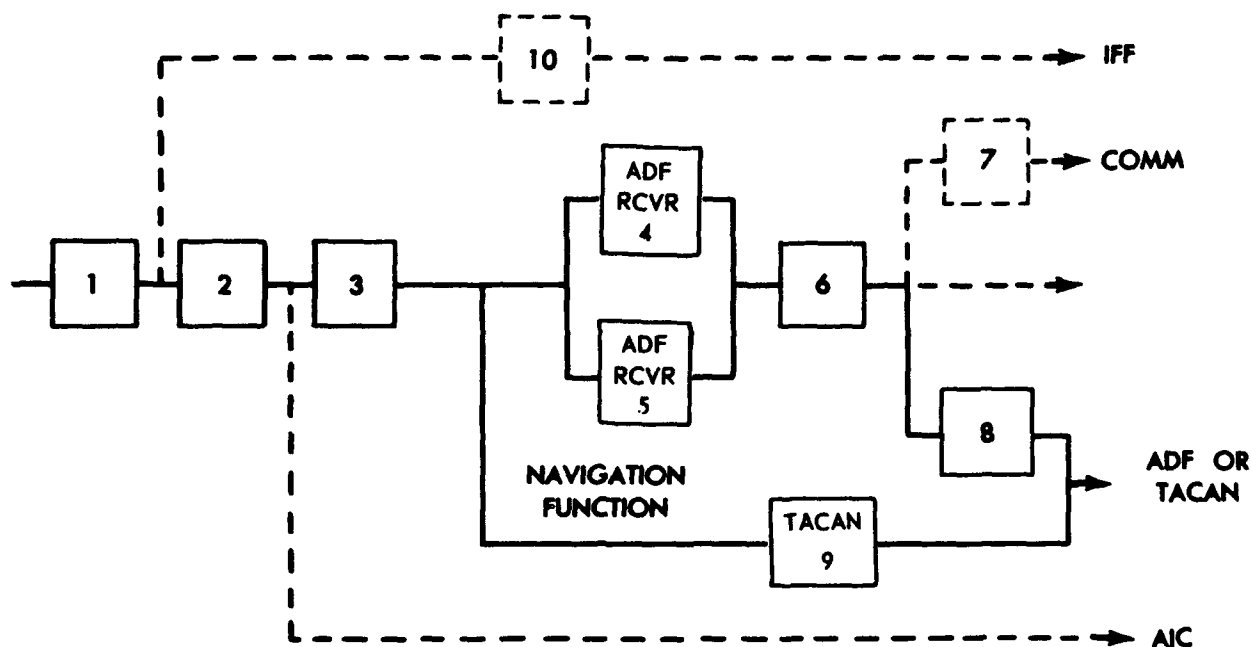 10
IFF
7
COMM
ADF
RCVR
4
1
2
3
6
ADF
RCVR
5
8
NAVIGATION
FUNCTION
ADF OR
TACAN
TACAN
9
AIC